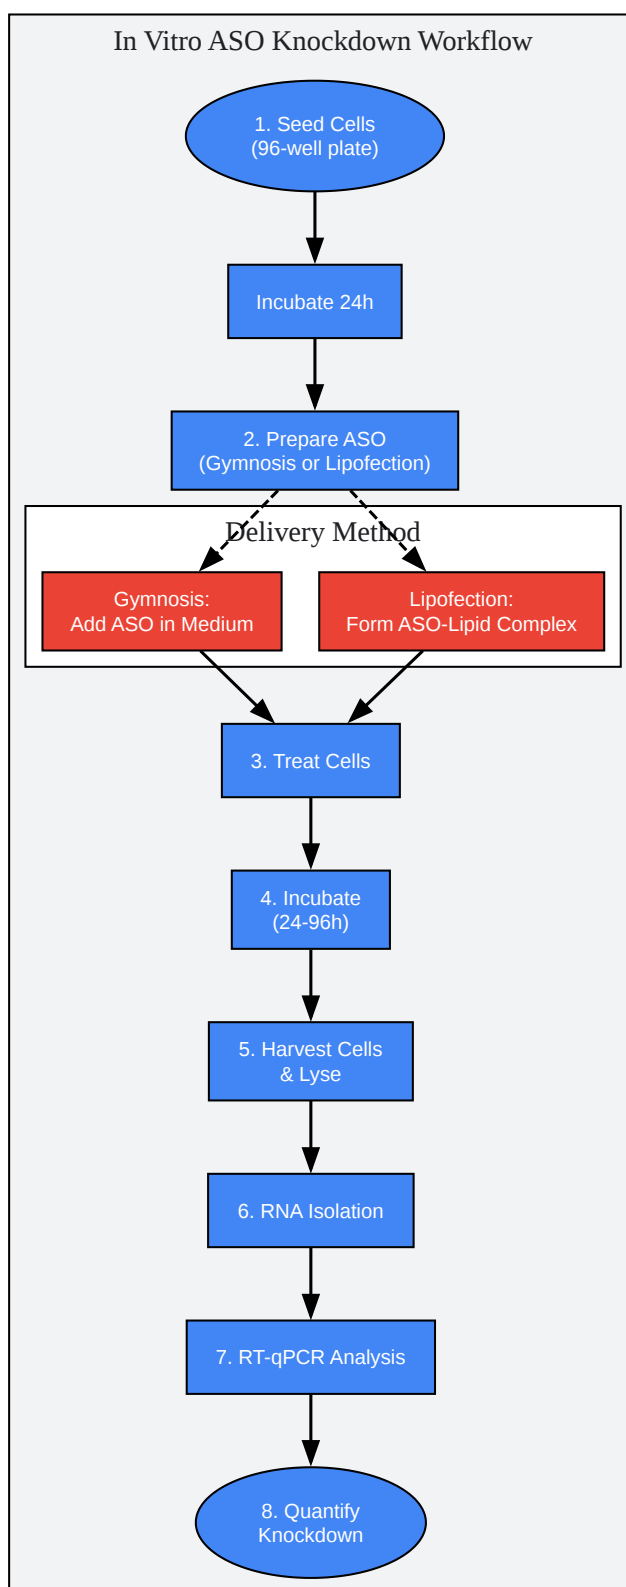 In Vitro ASO Knockdown Workflow
1. Seed Cells
(96-well plate)
Incubate 24h
2. Prepare ASO
(Gymnosis or Lipofection)
Delivery Method
Gymnosis:
Add ASO in Medium
Lipofection:
Form ASO-Lipid Complex
3. Treat Cells
4. Incubate
(24-96h)
5. Harvest Cells
& Lyse
6. RNA Isolation
7. RT-qPCR Analysis
8. Quantify
Knockdown